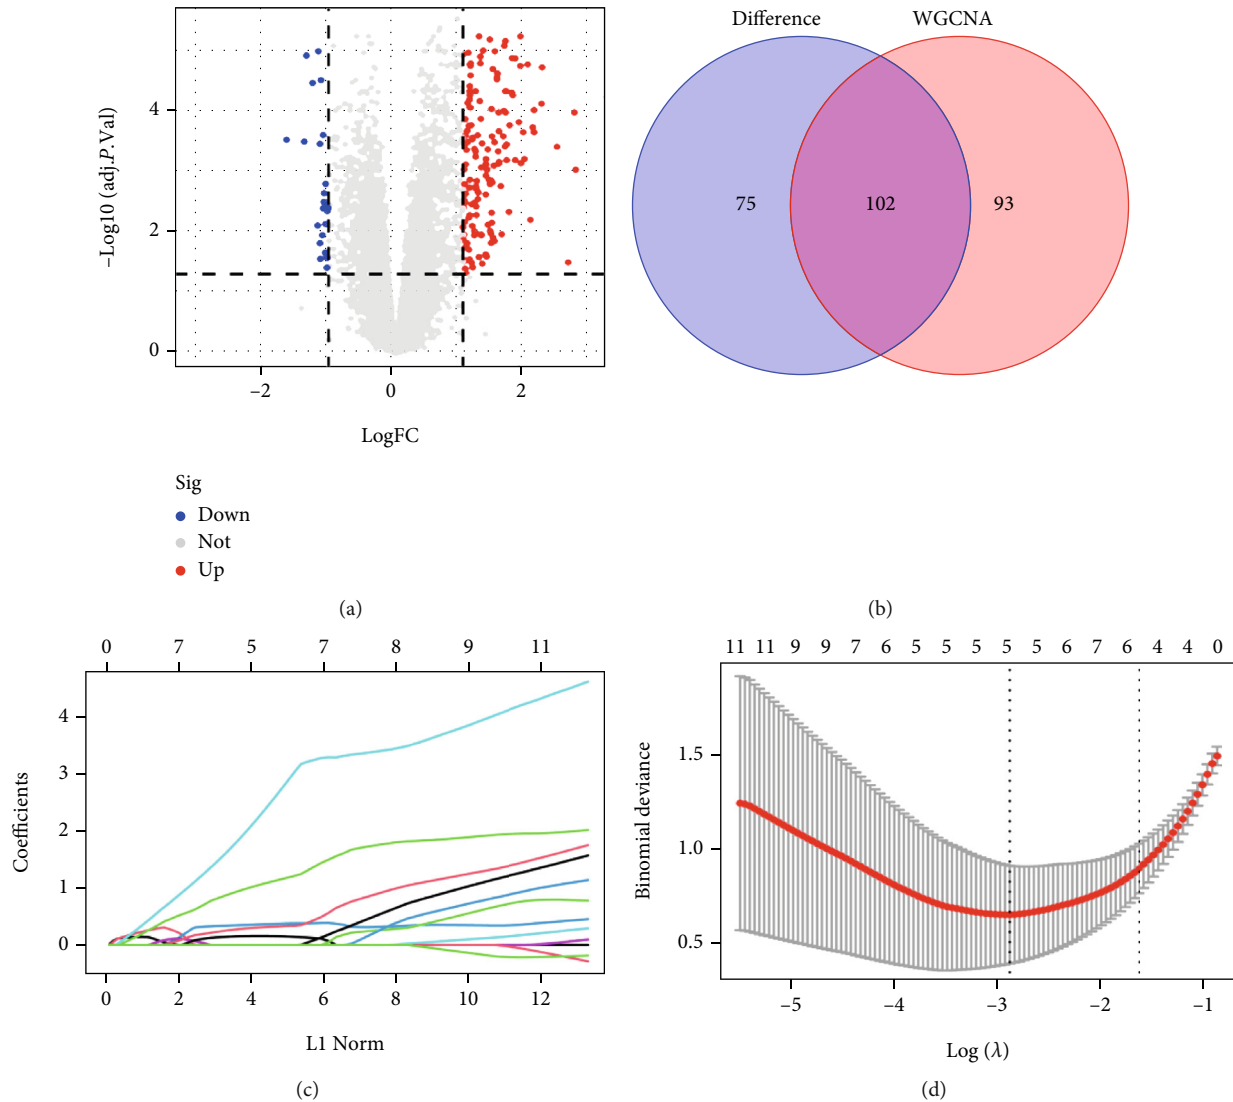 –Log10 (adj.P.Val)
4
2
0
–2 0 2
LogFC
Sig
Down
Not
Up
(a)
Difference WGCNA
75 102 93
(b)
0 7 5 7 8 9 11
Coefficients
4
3
2
1
0
0 2 4 6 8 10 12
L1 Norm
(c)
11 11 9 9 7 6 5 5 5 5 5 6 7 6 4 4 0
Binomial deviance
1.5
1.0
0.5
–5 –4 –3 –2 –1
Log (λ)
(d)